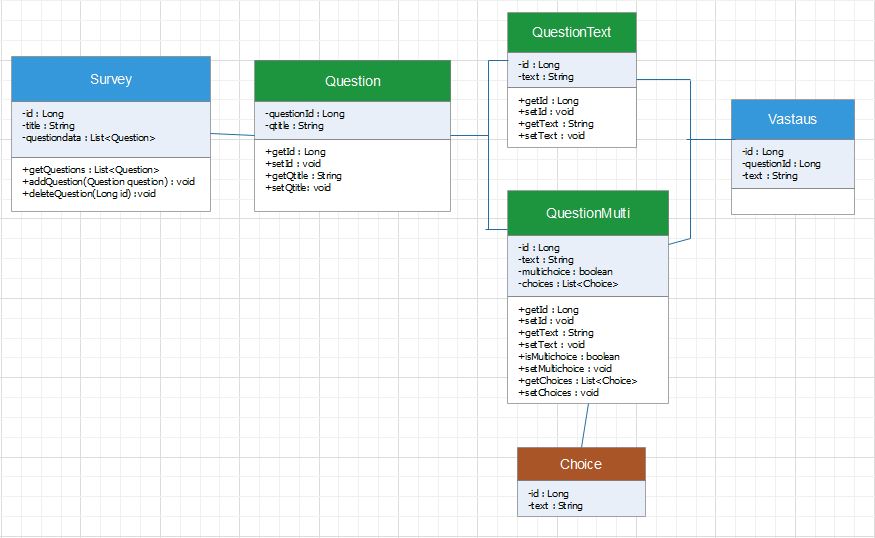 Survey
-id : Long
-title : String
-questiondata : List<Question>
+getQuestions : List<Question>
+addQuestion(Question question) : void
+deleteQuestion(Long id) : void
Question
-questionId : Long
-qtitle : String
+getId : Long
+setId : void
+getQtitle : String
+setQtitle: void
QuestionText
-id : Long
-text : String
+getId : Long
+setId : void
+getText : String
+setText : void
QuestionMulti
-id : Long
-text : String
-multichoice : boolean
-choices : List<Choice>
+getId : Long
+setId : void
+getText : String
+setText : void
+isMultichoice : boolean
+setMultichoice : void
+getChoices : List<Choice>
+setChoices : void
Vastaus
-id : Long
-questionId : Long
-text : String
Choice
-id : Long
-text : String